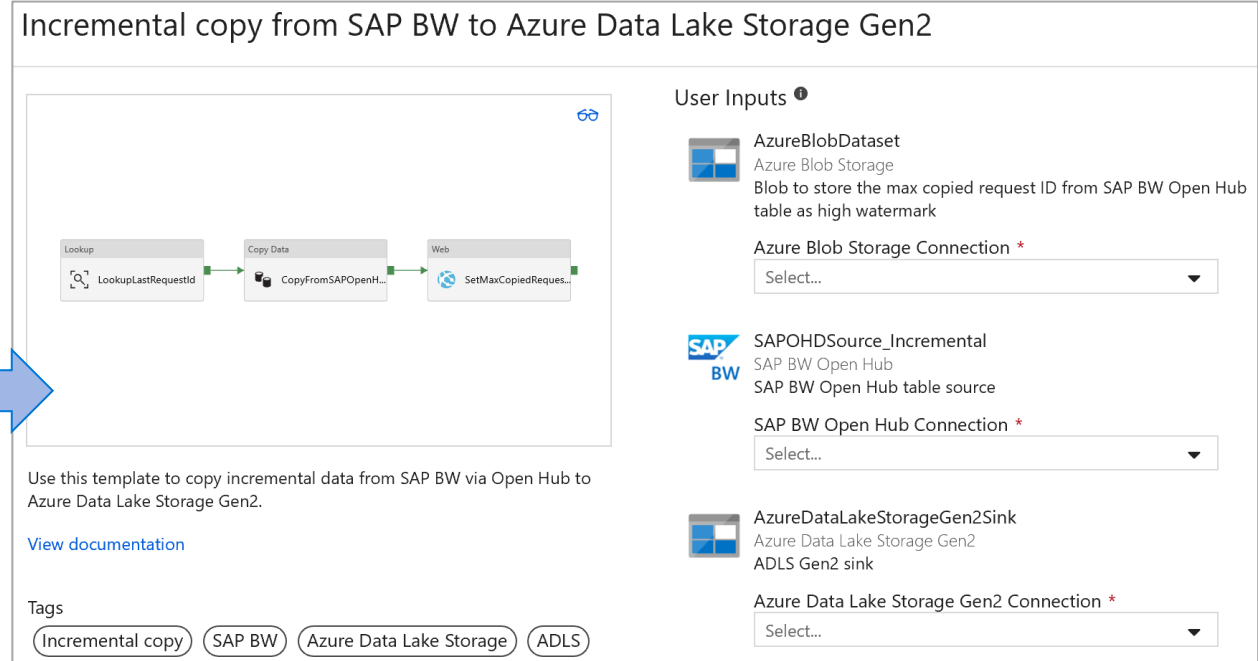 Incremental copy from SAP BW to Azure Data Lake Storage Gen2
Lookup
LookupLastRequestId
Copy Data
CopyFromSAPOpenH...
Web
SetMaxCopiedReques...
Use this template to copy incremental data from SAP BW via Open Hub to
Azure Data Lake Storage Gen2.
View documentation
Tags
Incremental copy
SAP BW
Azure Data Lake Storage
ADLS
User Inputs
AzureBlobDataset
Azure Blob Storage
Blob to store the max copied request ID from SAP BW Open Hub
table as high watermark
Azure Blob Storage Connection *
Select...
SAP
BW
SAPOHDSource_Incremental
SAP BW Open Hub
SAP BW Open Hub table source
SAP BW Open Hub Connection *
Select...
AzureDataLakeStorageGen2Sink
Azure Data Lake Storage Gen2
ADLS Gen2 sink
Azure Data Lake Storage Gen2 Connection *
Select...